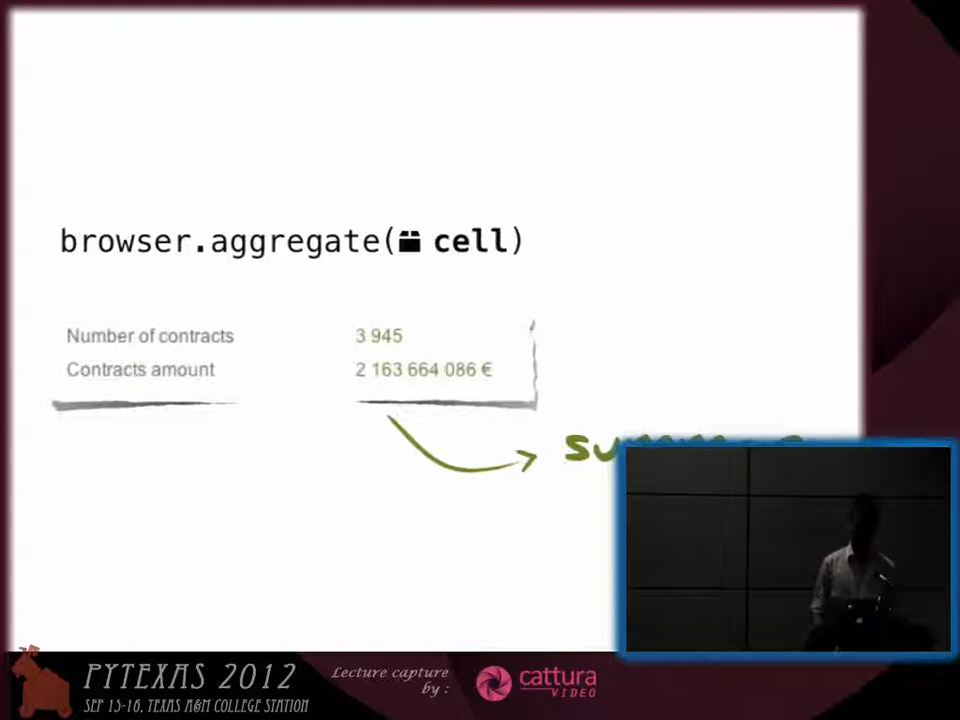 browser.aggregate( cell)
Number of contracts 3 945
Contracts amount 2 163 664 086 €
PYTEXAS 2012
SEP 15-16, TEXAS A&M COLLEGE STATION
Lecture capture
by :
cattura
VIDEO